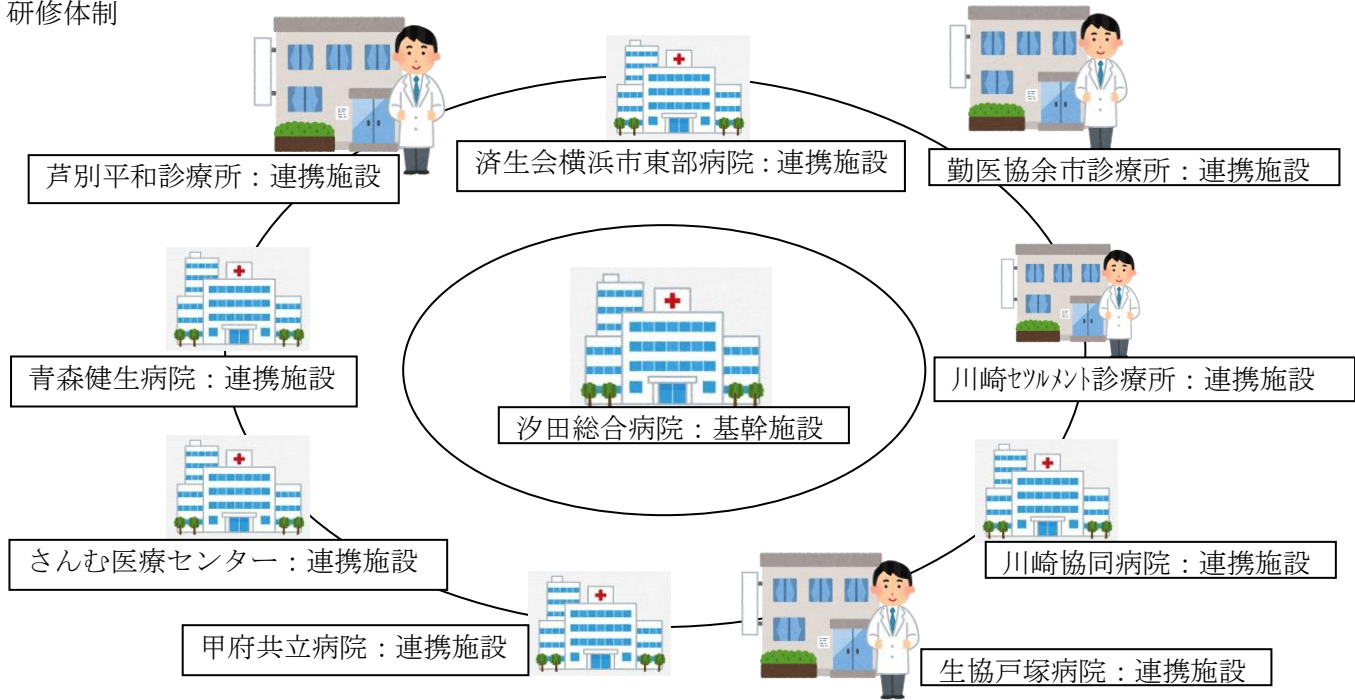 研修体制
芦別平和診療所：連携施設
済生会横浜市東部病院：連携施設
勤医協余市診療所：連携施設
青森健生病院：連携施設
汐田総合病院：基幹施設
川崎ｾﾂﾙﾒﾝﾄ診療所：連携施設
さんむ医療センター：連携施設
川崎協同病院：連携施設
甲府共立病院：連携施設
生協戸塚病院：連携施設